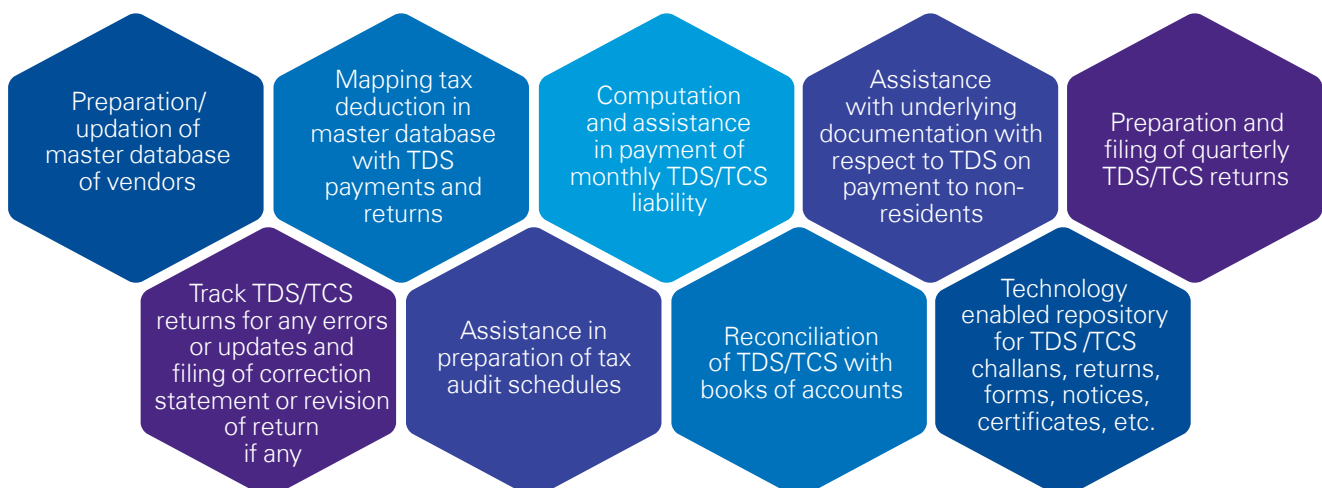 Preparation/
updation of
master database
of vendors
Mapping tax
deduction in
master database
with TDS
payments and
returns
Computation
and assistance
in payment of
monthly TDS/TCS
liability
Assistance
with underlying
documentation with
respect to TDS on
payment to non-
residents
Preparation and
filing of quarterly
TDS/TCS returns
Track TDS/TCS
returns for any errors
or updates and
filing of correction
statement or revision
of return
if any
Assistance in
preparation of tax
audit schedules
Reconciliation
of TDS/TCS with
books of accounts
Technology
enabled repository
for TDS /TCS
challans, returns,
forms, notices,
certificates, etc.